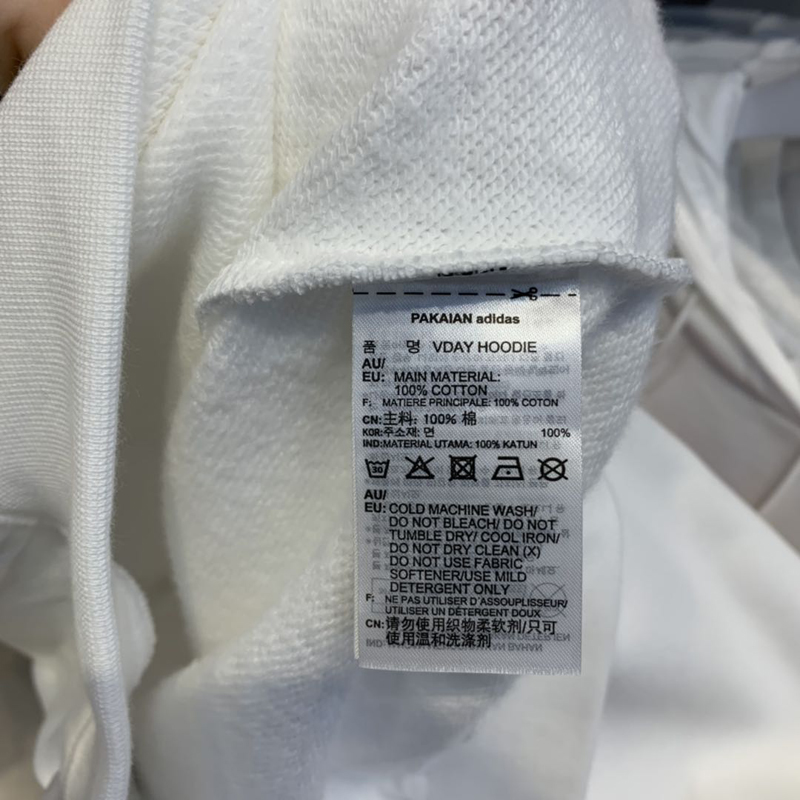 PAKAIAN adidas
품 명 VDAY HOODIE
AU/
EU: MAIN MATERIAL:
100% COTTON
F: MATIERE PRINCIPALE: 100% COTON
CN:主料: 100% 棉
KOR:주소재: 면 100%
IND:MATERIAL UTAMA: 100% KATUN
30
AU/
EU: COLD MACHINE WASH/
DO NOT BLEACH/ DO NOT
TUMBLE DRY/ COOL IRON/
DO NOT DRY CLEAN (X)
DO NOT USE FABRIC
SOFTENER/USE MILD
DETERGENT ONLY
F: NE PAS UTILISER D'ASSOUPLISSEUR/
UTILISER UN DÉTERGENT DOUX
CN:请勿使用织物柔软剂/只可
使用温和洗涤剂